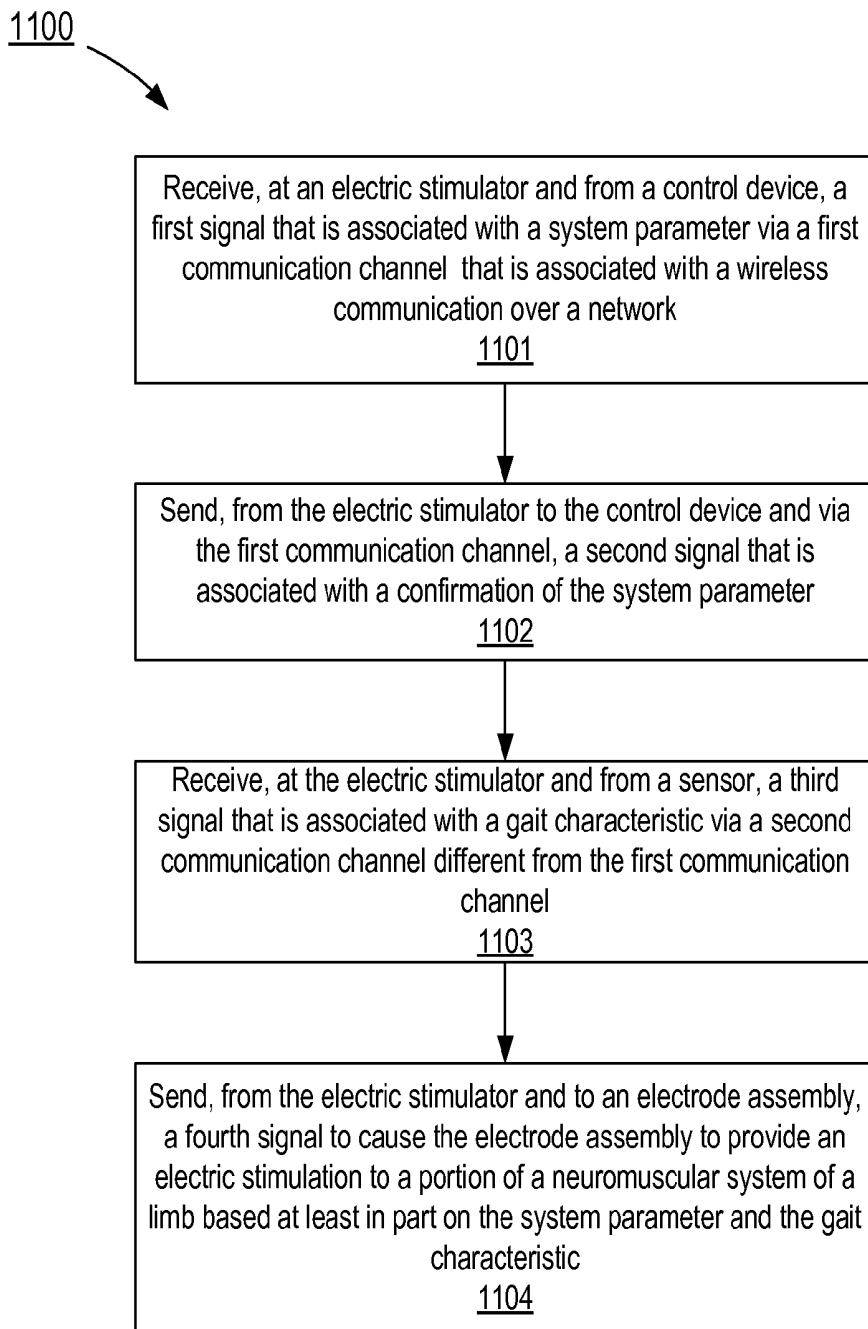 1100
Receive, at an electric stimulator and from a control device, a
first signal that is associated with a system parameter via a first
communication channel that is associated with a wireless
communication over a network
1101
Send, from the electric stimulator to the control device and via
the first communication channel, a second signal that is
associated with a confirmation of the system parameter
1102
Receive, at the electric stimulator and from a sensor, a third
signal that is associated with a gait characteristic via a second
communication channel different from the first communication
channel
1103
Send, from the electric stimulator and to an electrode assembly,
a fourth signal to cause the electrode assembly to provide an
electric stimulation to a portion of a neuromuscular system of a
limb based at least in part on the system parameter and the gait
characteristic
1104